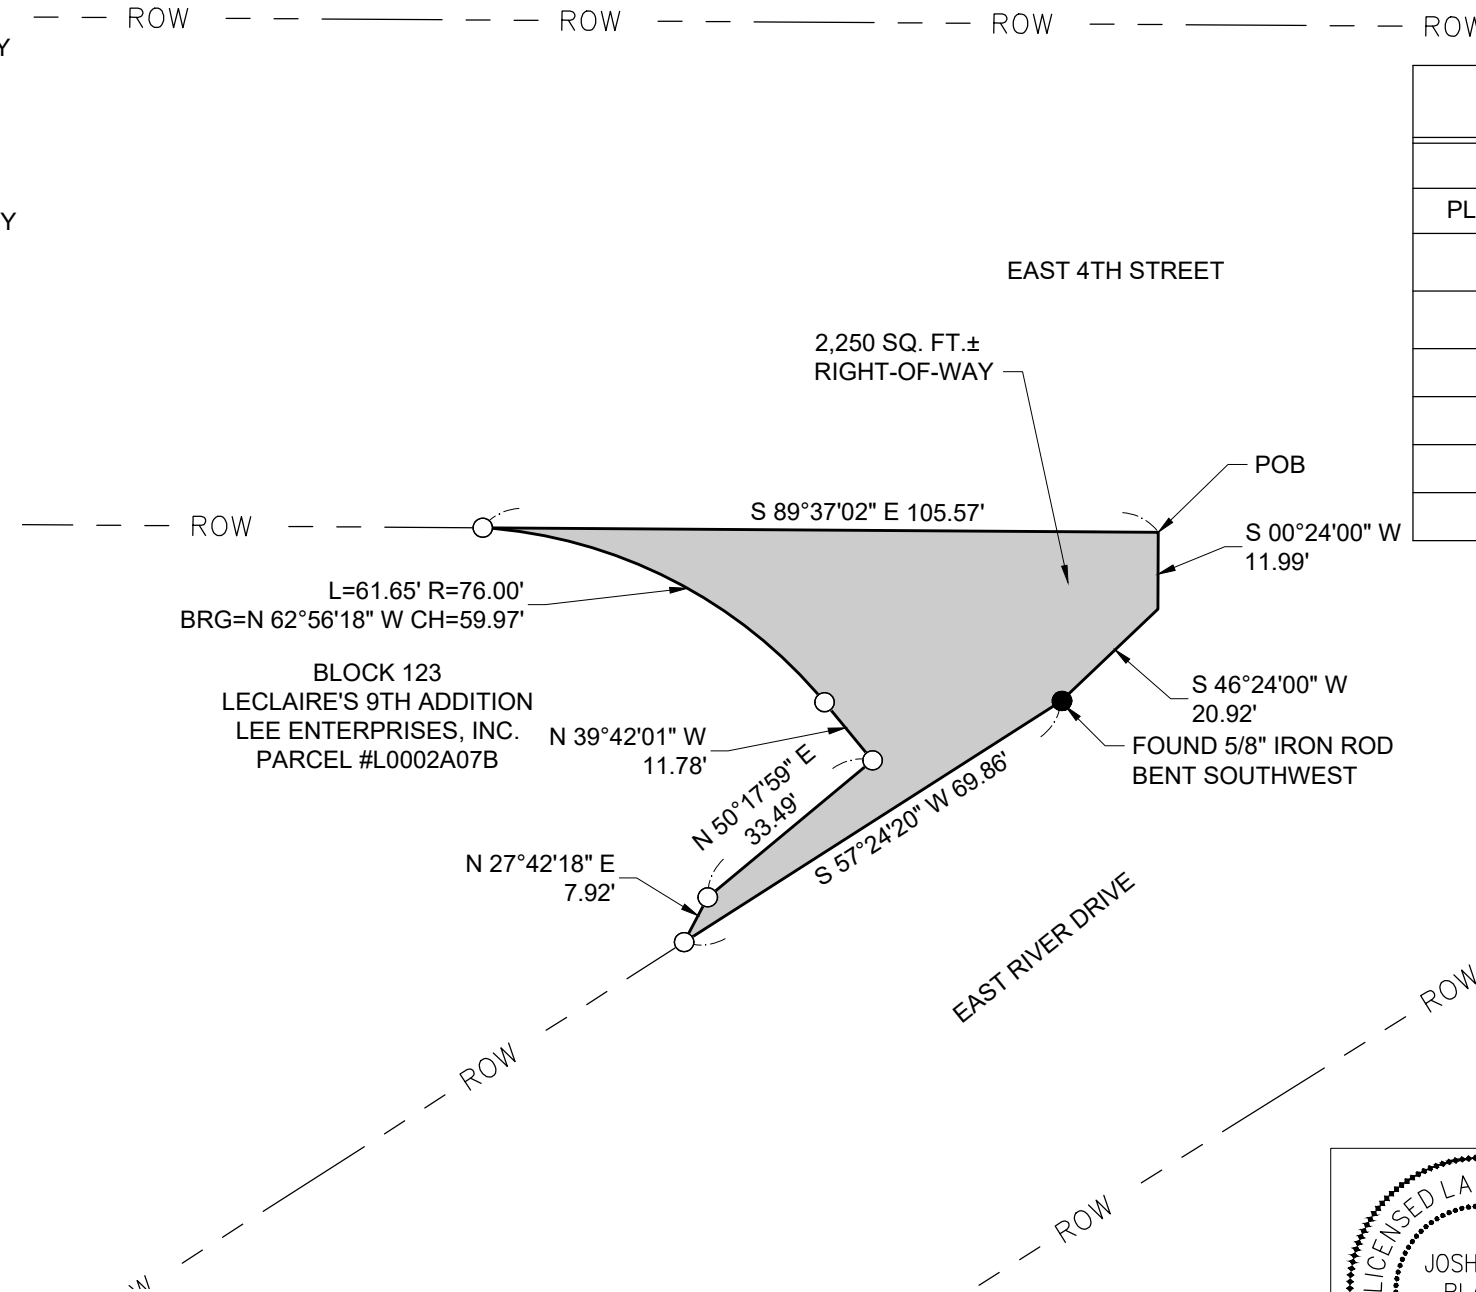 ROW
ROW
ROW
ROW
Y
Y
PL
EAST 4TH STREET
2,250 SQ. FT.±
RIGHT-OF-WAY
POB
S 89°37'02" E 105.57'
ROW
S 00°24'00" W
11.99'
L=61.65' R=76.00'
BRG=N 62°56'18" W CH=59.97'
BLOCK 123
LECLAIRE'S 9TH ADDITION
LEE ENTERPRISES, INC.
PARCEL #L0002A07B
S 46°24'00" W
20.92'
N 39°42'01" W
11.78'
FOUND 5/8" IRON ROD
BENT SOUTHWEST
N 50°17'59" E
33.49'
S 57°24'20" W 69.86'
N 27°42'18" E
7.92'
EAST RIVER DRIVE
ROW
ROW
ROW
W
LICENSED LA
JOSH